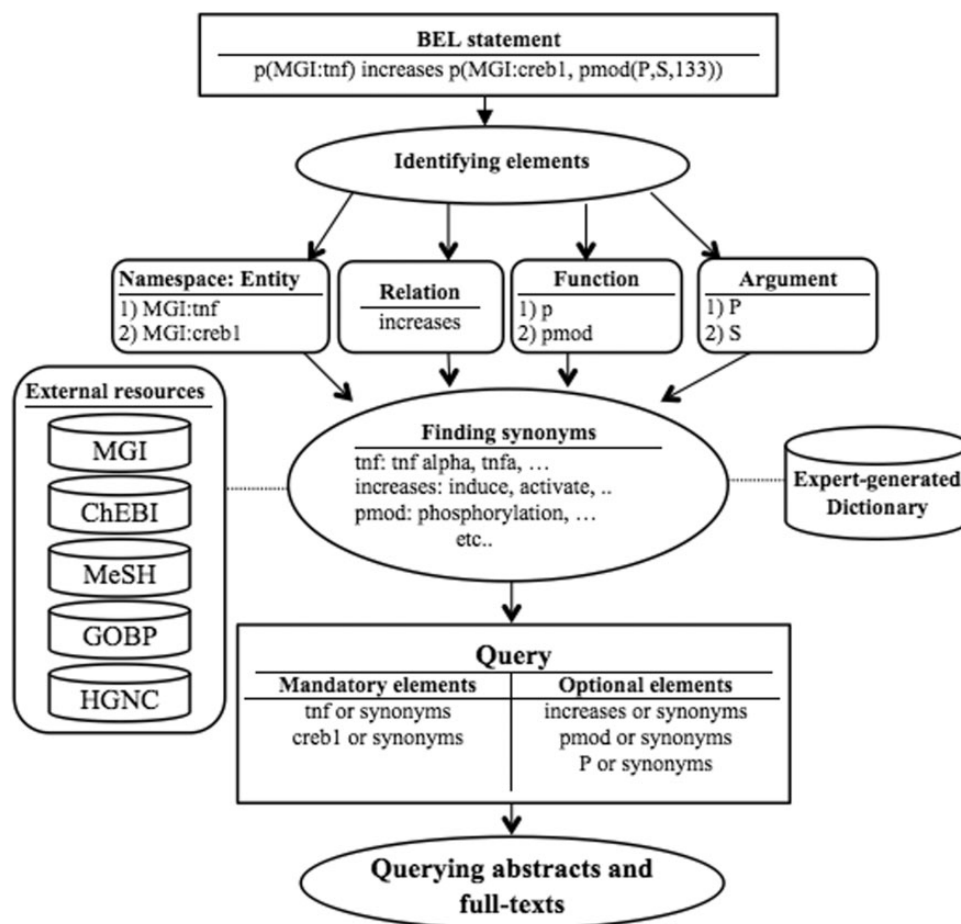 BEL statement
p(MGI:tnf) increases p(MGI:creb1, pmod(P,S,133))
Identifying elements
Namespace: Entity
1) MGI:tnf
2) MGI:creb1
Relation
increases
Function
1) p
2) pmod
Argument
1) P
2) S
External resources
MGI
ChEBI
MeSH
GOBP
HGNC
Finding synonyms
tnf: tnf alpha, tnfa, …
increases: induce, activate, ..
pmod: phosphorylation, …
etc..
Expert-generated
Dictionary
Query
Mandatory elements
tnf or synonyms
creb1 or synonyms
Optional elements
increases or synonyms
pmod or synonyms
P or synonyms
Querying abstracts and
full-texts